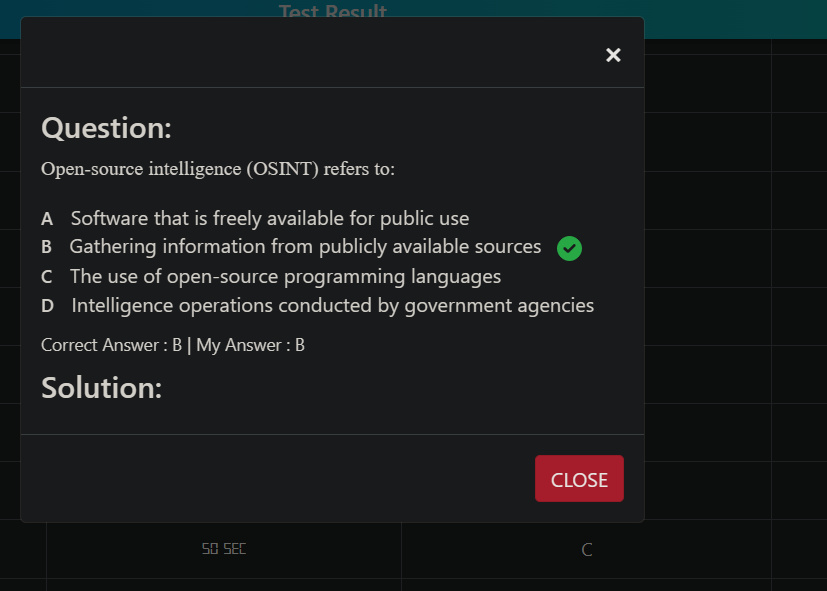 Test Result
×
Question:
Open-source intelligence (OSINT) refers to:
A Software that is freely available for public use
B Gathering information from publicly available sources
C The use of open-source programming languages
D Intelligence operations conducted by government agencies
Correct Answer : B | My Answer : B
Solution:
CLOSE
50 SEC C